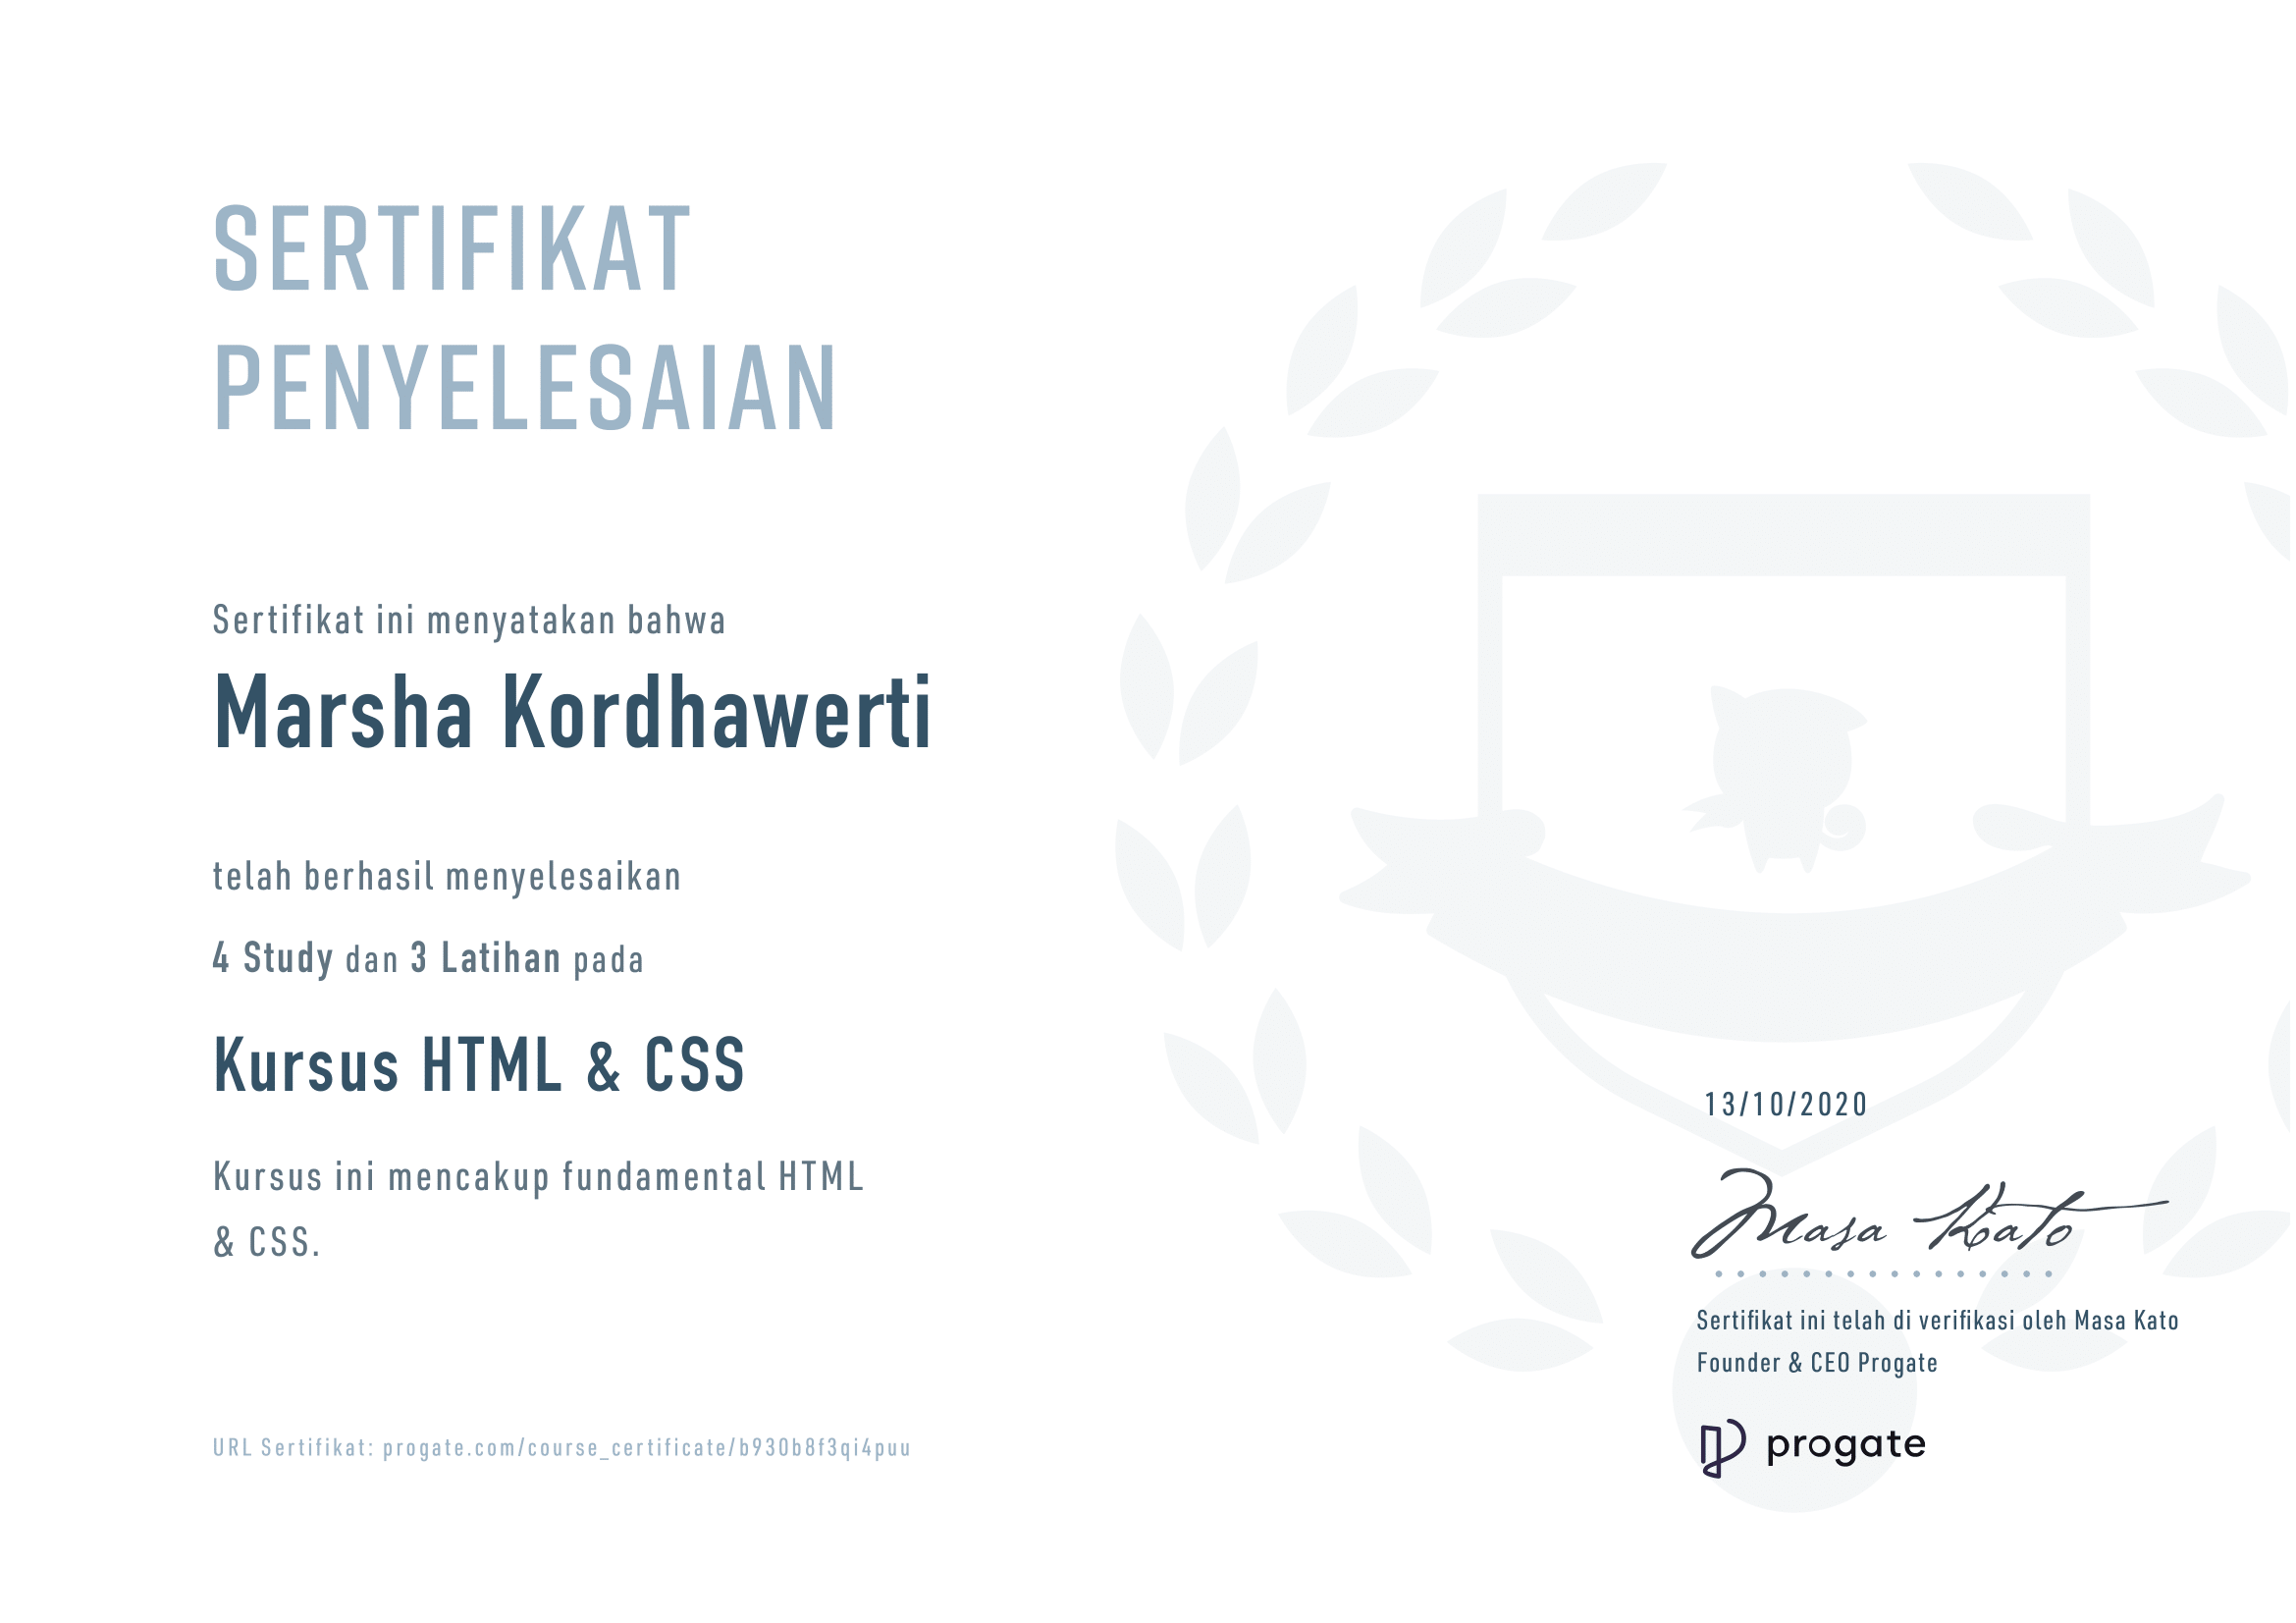 SERTIFIKAT
PENYELESAIAN
Sertifikat ini menyatakan bahwa
Marsha Kordhawerti
telah berhasil menyelesaikan
4 Study dan 3 Latihan pada
Kursus HTML & CSS
Kursus ini mencakup fundamental HTML
& CSS.
URL Sertifikat: progate.com/course_certificate/b930b8f3qi4puu
13/10/2020
Masa Kato
Sertifikat ini telah di verifikasi oleh Masa Kato
Founder & CEO Progate
progate